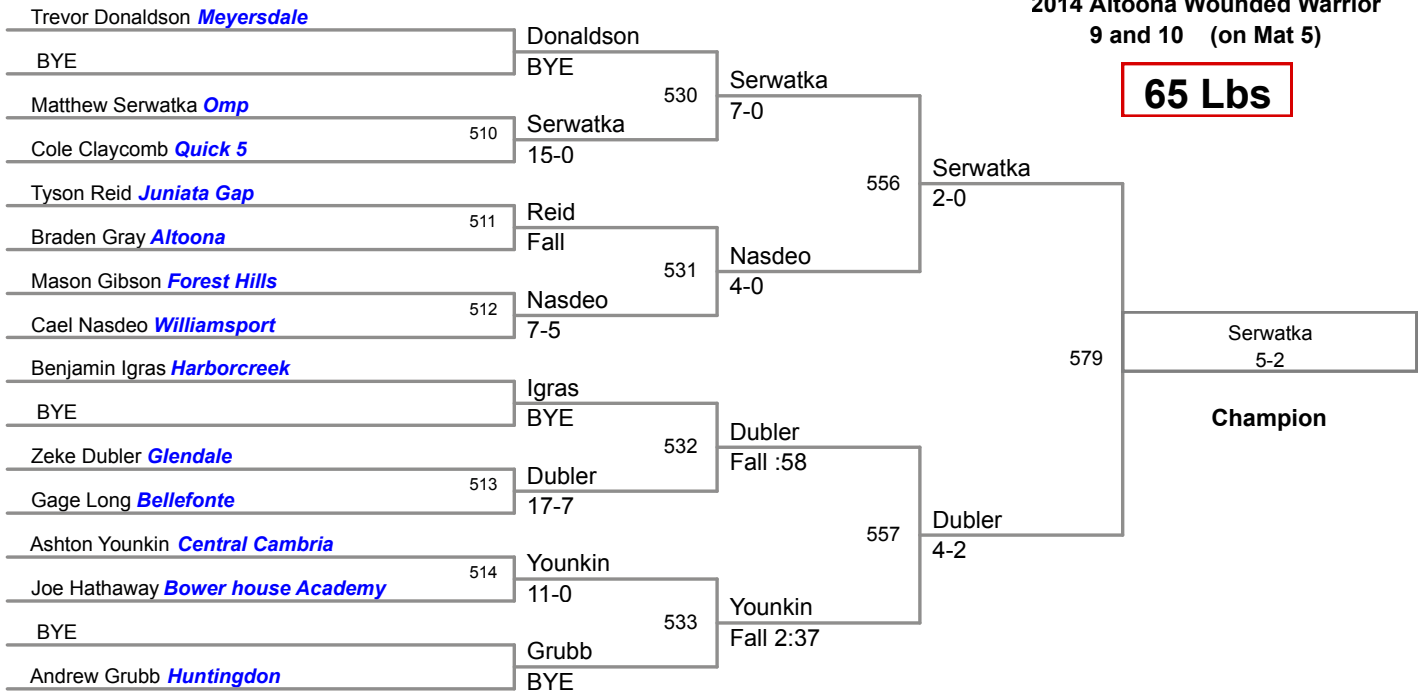 2014 Altoona Wounded Warrior
9 and 10 (on Mat 5)
65 Lbs
Trevor Donaldson Meyersdale
BYE
Matthew Serwatka Omp
Cole Claycomb Quick 5
Tyson Reid Juniata Gap
Braden Gray Altoona
Mason Gibson Forest Hills
Cael Nasdeo Williamsport
Benjamin Igras Harborcreek
BYE
Zeke Dubler Glendale
Gage Long Bellefonte
Ashton Younkin Central Cambria
Joe Hathaway Bower house Academy
BYE
Andrew Grubb Huntingdon
510
511
512
513
514
Donaldson
BYE
Serwatka
15-0
Reid
Fall
Nasdeo
7-5
Igras
BYE
Dubler
17-7
Younkin
11-0
Grubb
BYE
530
531
532
533
Serwatka
7-0
Nasdeo
4-0
Dubler
Fall :58
Younkin
Fall 2:37
556
557
Serwatka
2-0
Dubler
4-2
579
Serwatka
5-2
Champion